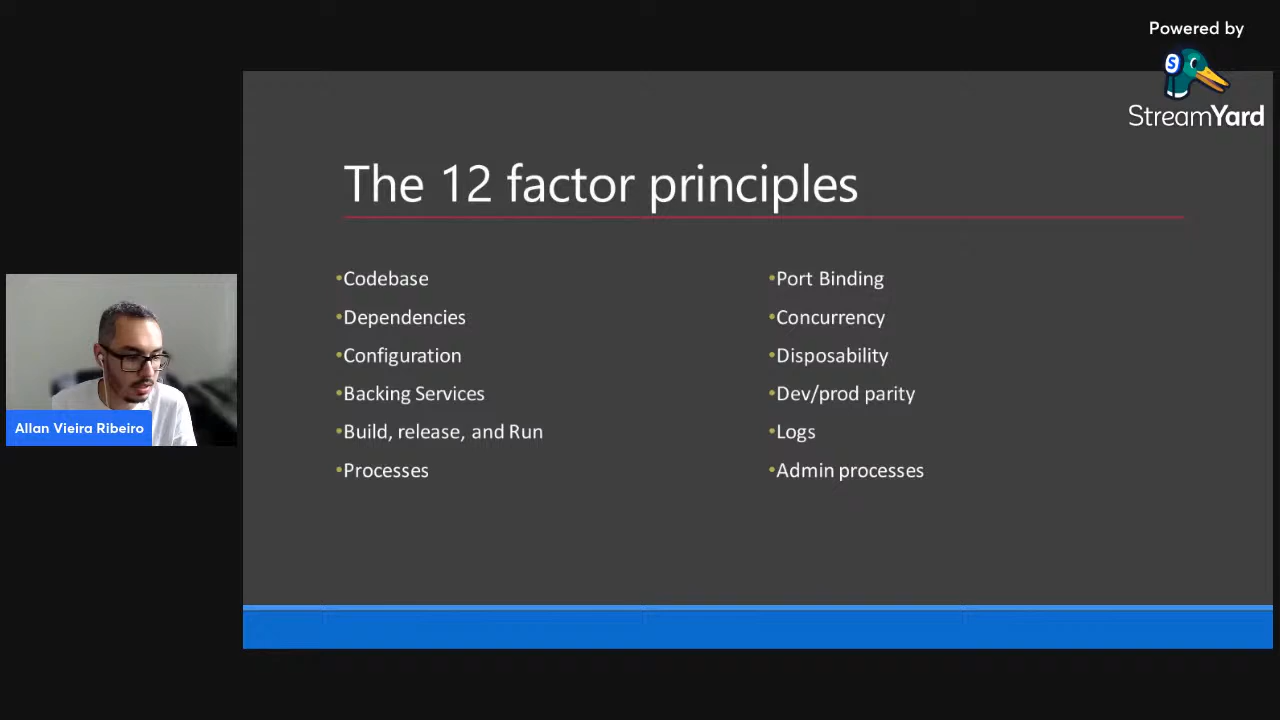 Powered by
S
StreamYard
The 12 factor principles
•Codebase
•Dependencies
•Configuration
•Backing Services
•Build, release, and Run
•Processes
•Port Binding
•Concurrency
•Disposability
•Dev/prod parity
•Logs
•Admin processes
Allan Vieira Ribeiro